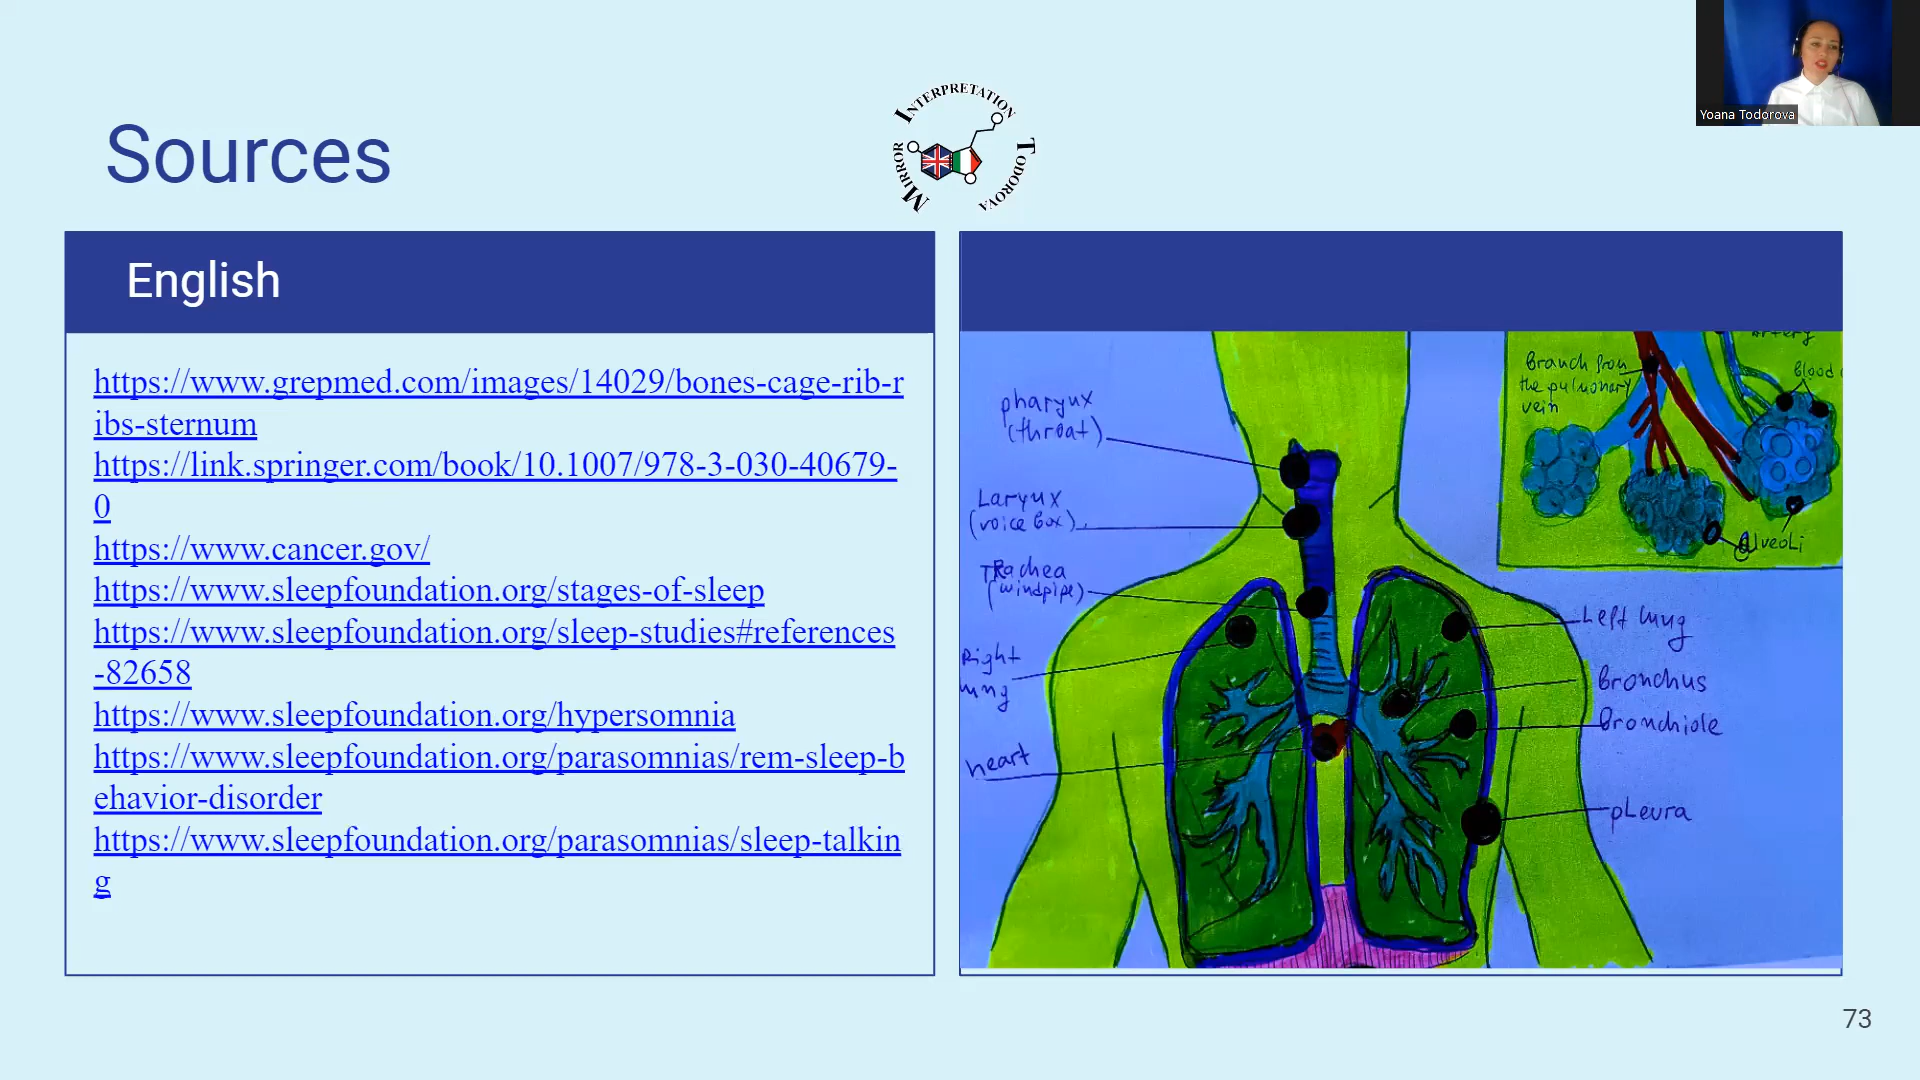 Yoana Todorova
INTERPRETATION
MIRROR
TODOROVA
Sources
English
https://www.grepmed.com/images/14029/bones-cage-rib-r
ibs-sternum
https://link.springer.com/book/10.1007/978-3-030-40679-
0
https://www.cancer.gov/
https://www.sleepfoundation.org/stages-of-sleep
https://www.sleepfoundation.org/sleep-studies#references
-82658
https://www.sleepfoundation.org/hypersomnia
https://www.sleepfoundation.org/parasomnias/rem-sleep-b
ehavior-disorder
https://www.sleepfoundation.org/parasomnias/sleep-talkin
g
pharyux
(throat)
Laryux
(voice box)
TRachea
(windpipe)
Right
lung
heart
artery
Branch from
the pulmonary
vein
blood
alveoli
Left lung
Bronchus
Bronchiole
pleura
73